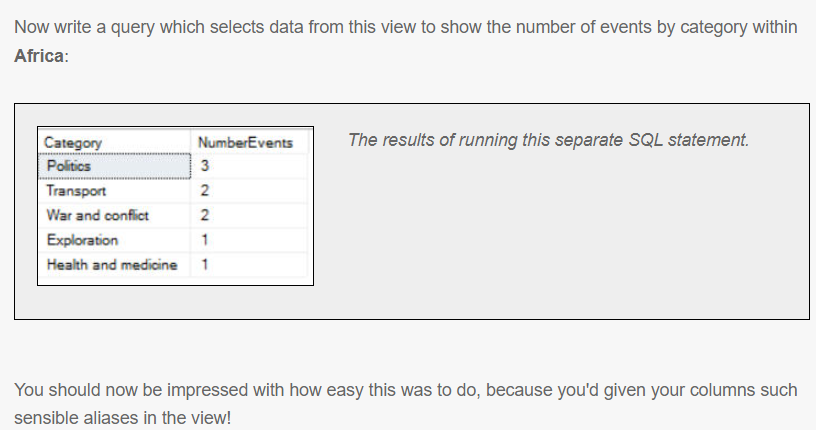 Now write a query which selects data from this view to show the number of events by category within
Africa:
Category NumberEvents
Politics 3
Transport 2
War and conflict 2
Exploration 1
Health and medicine 1
The results of running this separate SQL statement.
You should now be impressed with how easy this was to do, because you'd given your columns such
sensible aliases in the view!